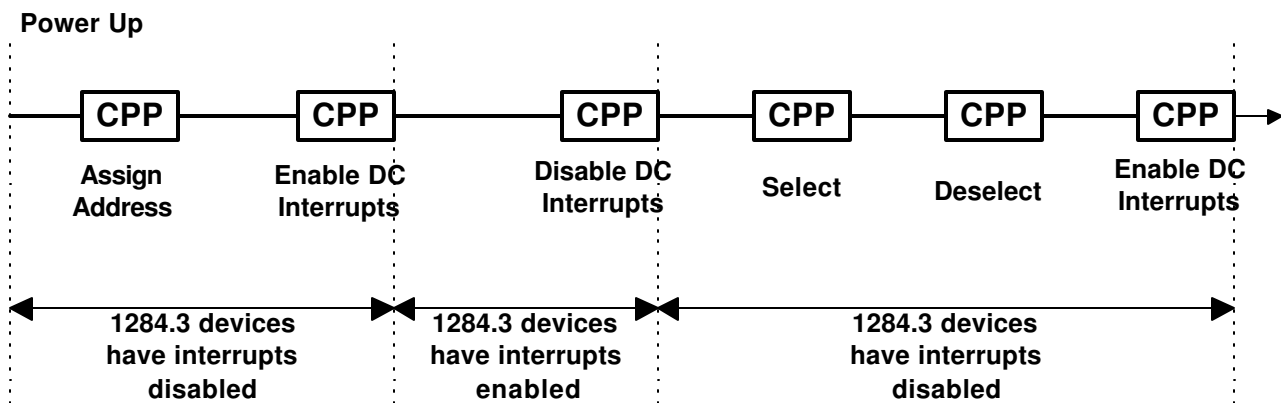 Power Up
CPP
CPP
CPP
CPP
CPP
CPP
Assign
Address
Enable DC
Interrupts
Disable DC
Interrupts
Select
Deselect
Enable DC
Interrupts
1284.3 devices
have interrupts
disabled
1284.3 devices
have interrupts
enabled
1284.3 devices
have interrupts
disabled